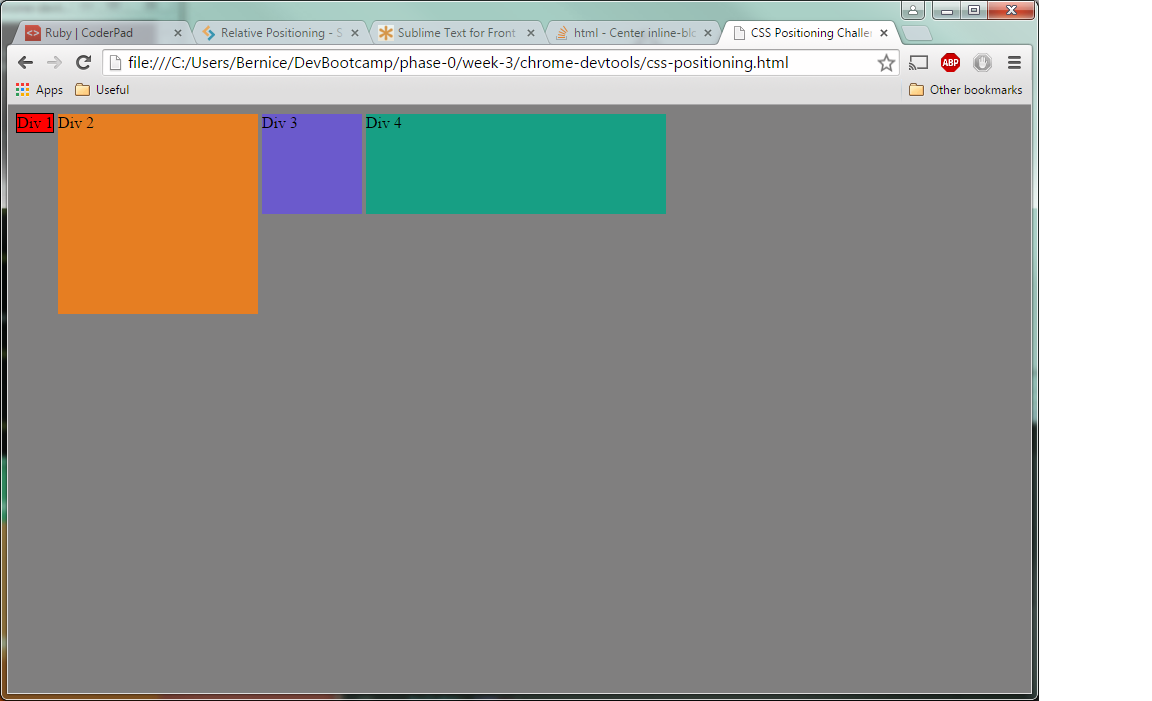 Ruby | CoderPad
Relative Positioning - S
Sublime Text for Front
html - Center inline-blo
CSS Positioning Challen
file:///C:/Users/Bernice/DevBootcamp/phase-0/week-3/chrome-devtools/css-positioning.html
ABP
Apps
Useful
Other bookmarks
Div 1
Div 2
Div 3
Div 4